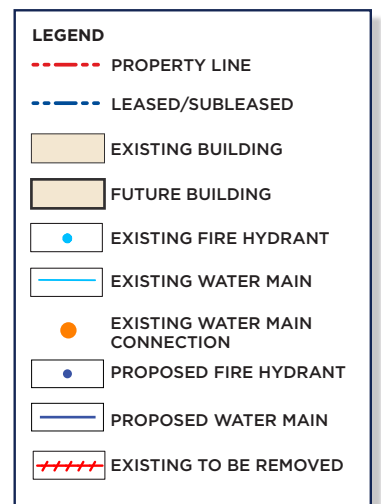 LEGEND
PROPERTY LINE
LEASED/SUBLEASED
EXISTING BUILDING
FUTURE BUILDING
EXISTING FIRE HYDRANT
EXISTING WATER MAIN
EXISTING WATER MAIN
CONNECTION
PROPOSED FIRE HYDRANT
PROPOSED WATER MAIN
EXISTING TO BE REMOVED